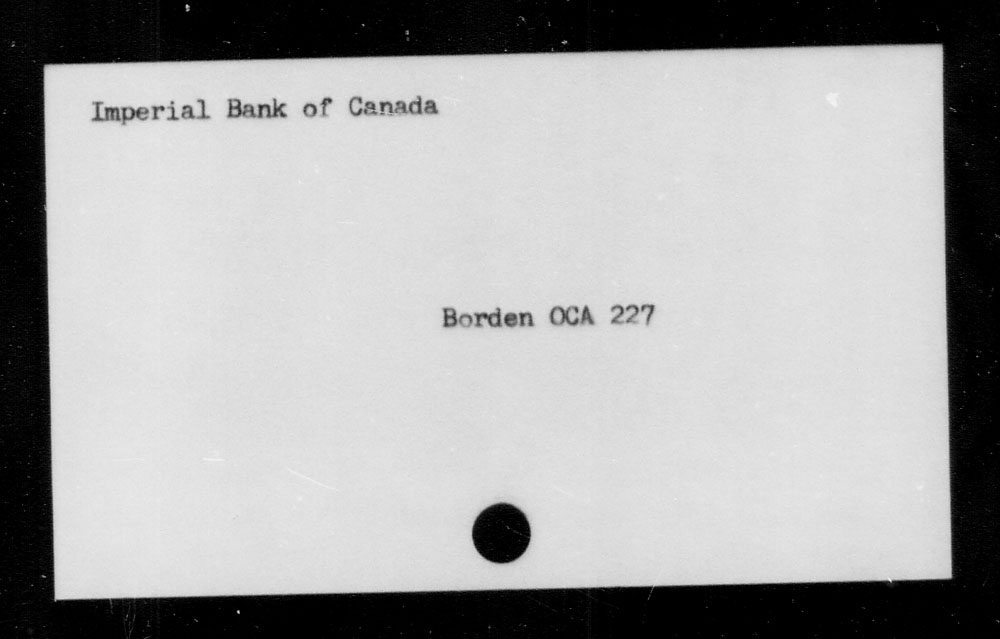 Imperial Bank of Canada
Borden OCA 227